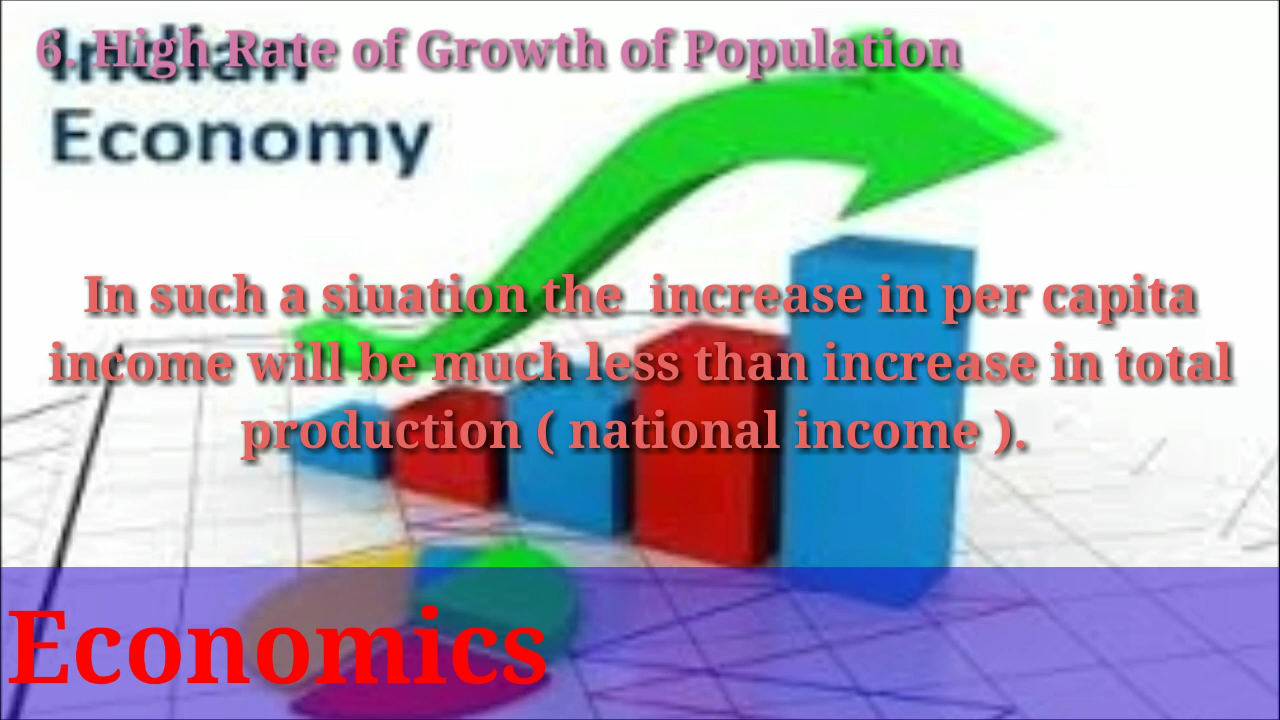 6. High Rate of Growth of Population
Indian
Economy
In such a siuation the  increase in per capita
income will be much less than increase in total
production ( national income ).
Economics